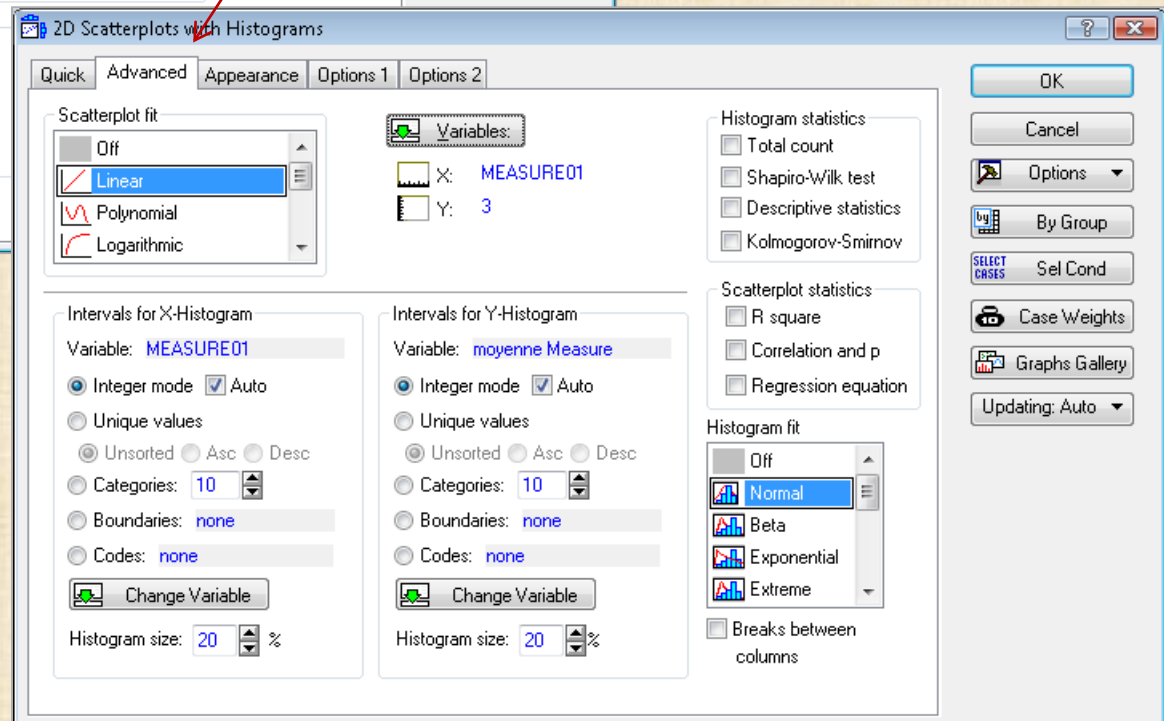 2D Scatterplots with Histograms
Quick Advanced Appearance Options 1 Options 2
Scatterplot fit
Off
Linear
Polynomial
Logarithmic
Variables:
X: MEASURE01
Y: 3
Histogram statistics
Total count
Shapiro-Wilk test
Descriptive statistics
Kolmogorov-Smirnov
Scatterplot statistics
R square
Correlation and p
Regression equation
Intervals for X-Histogram
Variable: MEASURE01
Integer mode Auto
Unique values
Unsorted Asc Desc
Categories: 10
Boundaries: none
Codes: none
Change Variable
Histogram size: 20 %
Intervals for Y-Histogram
Variable: moyenne Measure
Integer mode Auto
Unique values
Unsorted Asc Desc
Categories: 10
Boundaries: none
Codes: none
Change Variable
Histogram size: 20 %
Histogram fit
Off
Normal
Beta
Exponential
Extreme
Breaks between
columns
OK
Cancel
Options
by By Group
SELECT
CASES Sel Cond
Case Weights
Graphs Gallery
Updating: Auto